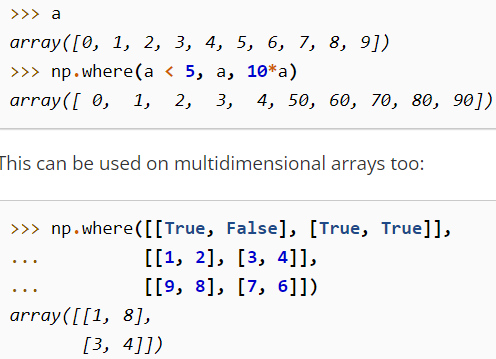 >>> a
array([0, 1, 2, 3, 4, 5, 6, 7, 8, 9])
>>> np.where(a < 5, a, 10*a)
array([ 0,  1,  2,  3,  4, 50, 60, 70, 80, 90])
This can be used on multidimensional arrays too:
>>> np.where([[True, False], [True, True]],
...          [[1, 2], [3, 4]],
...          [[9, 8], [7, 6]])
array([[1, 8],
       [3, 4]])